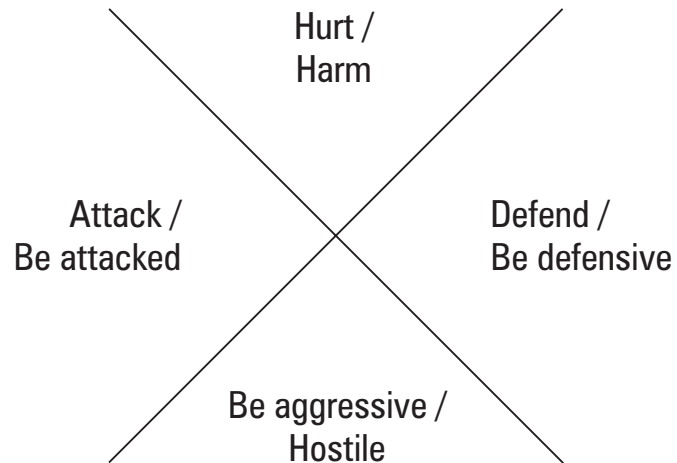 Hurt /
Harm
Attack /
Be attacked
Defend /
Be defensive
Be aggressive /
Hostile